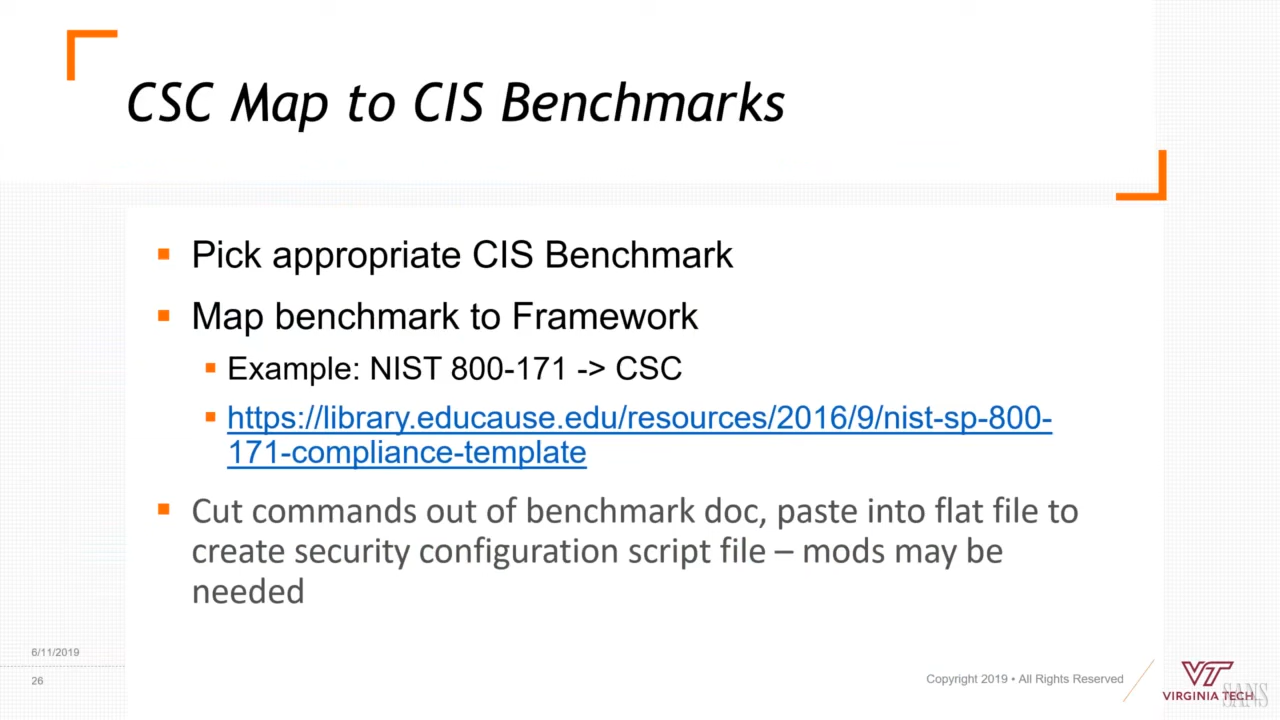 CSC Map to CIS Benchmarks
Pick appropriate CIS Benchmark
Map benchmark to Framework
Example: NIST 800-171 -> CSC
https://library.educause.edu/resources/2016/9/nist-sp-800-
171-compliance-template
Cut commands out of benchmark doc, paste into flat file to
create security configuration script file – mods may be
needed
6/11/2019
26
Copyright 2019 • All Rights Reserved
VT
VIRGINIA TECH
SANS